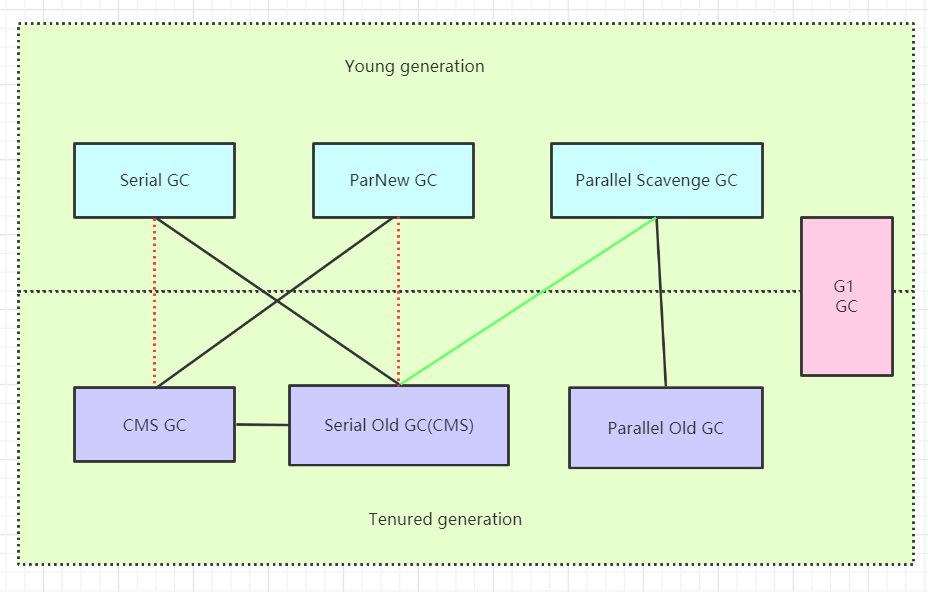 Young generation
Serial GC
ParNew GC
Parallel Scavenge GC
G1
GC
CMS GC
Serial Old GC(CMS)
Parallel Old GC
Tenured generation